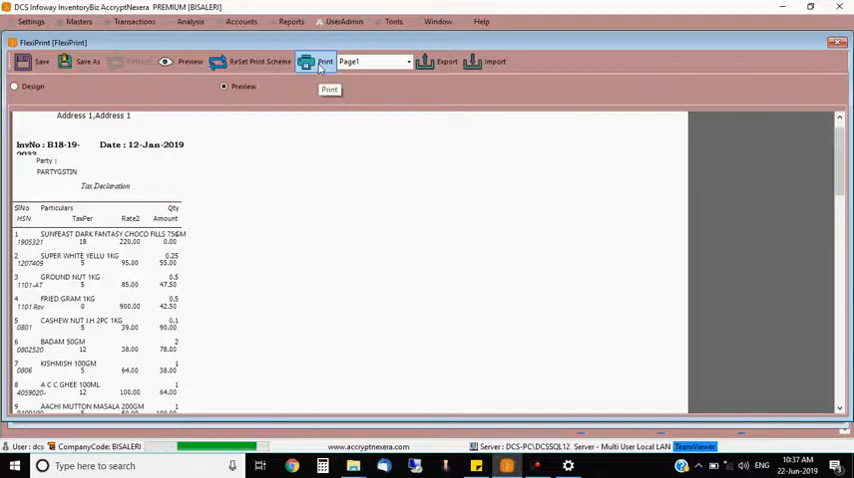 DCS Infoway InventoryBiz AccryptNexera PREMIUM [BISALERI]
Settings Masters Transactions Analysis Accounts Reports UserAdmin Tools Window Help
FlexiPrint [FlexiPrint]
Save Save As Refresh Preview ReSet Print Scheme Print Page1 Export Import
Design Preview
Print
Address 1,Address 1
InvNo : B18-19- Date : 12-Jan-2019
2033
Party :
PARTYGSTIN
Tax Declaration
SlNo Particulars Qty
HSN TaxPer Rate2 Amount
1 SUNFEAST DARK FANTASY CHOCO FILLS 75GM
1905321 18 220.00 0.00
2 SUPER WHITE YELLU 1KG 0.25
1207409 5 95.00 55.00
3 GROUND NUT 1KG 0.5
1101-AT 5 85.00 47.50
4 FRIED GRAM 1KG 0.5
1101 Rav 0 900.00 42.50
5 CASHEW NUT J.H 2PC 1KG 0.1
0801 5 39.00 90.00
6 BADAM 50GM 2
0802520 12 38.00 78.00
7 KISHMISH 100GM 1
0806 5 64.00 38.00
8 A C C GHEE 100ML 1
4059020- 12 100.00 64.00
9 AACHI MUTTON MASALA 200GM 1
User : dcs CompanyCode: BISALERI www.accryptnexera.com Server : DCS-PC\DCSSQL12 Server - Multi User Local LAN TeamViewer
Type here to search ENG 10:37 AM
22-Jun-2019